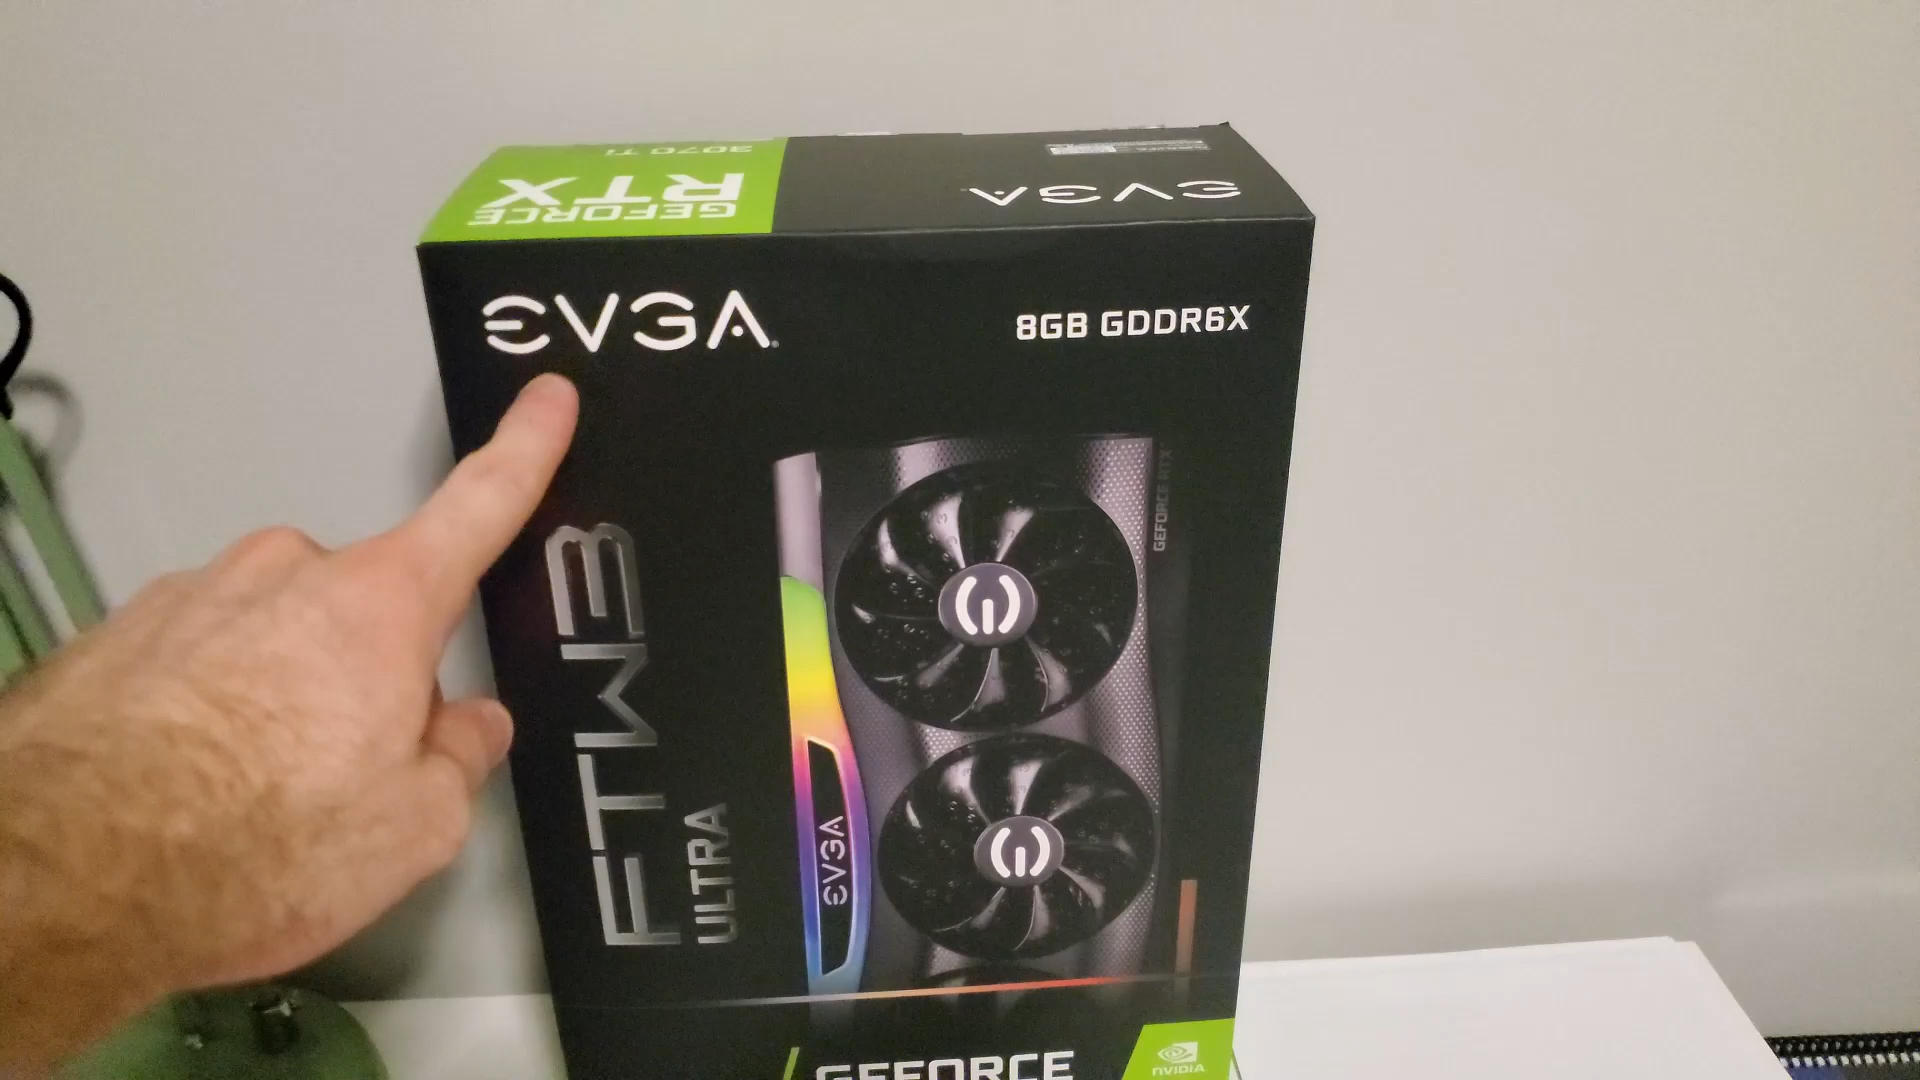 3070 Ti
RTX
GEFORCE
EVGA
EVGA
8GB GDDR6X
GEFORCE RTX
FTW3
ULTRA
EVGA
GEFORCE
NVIDIA